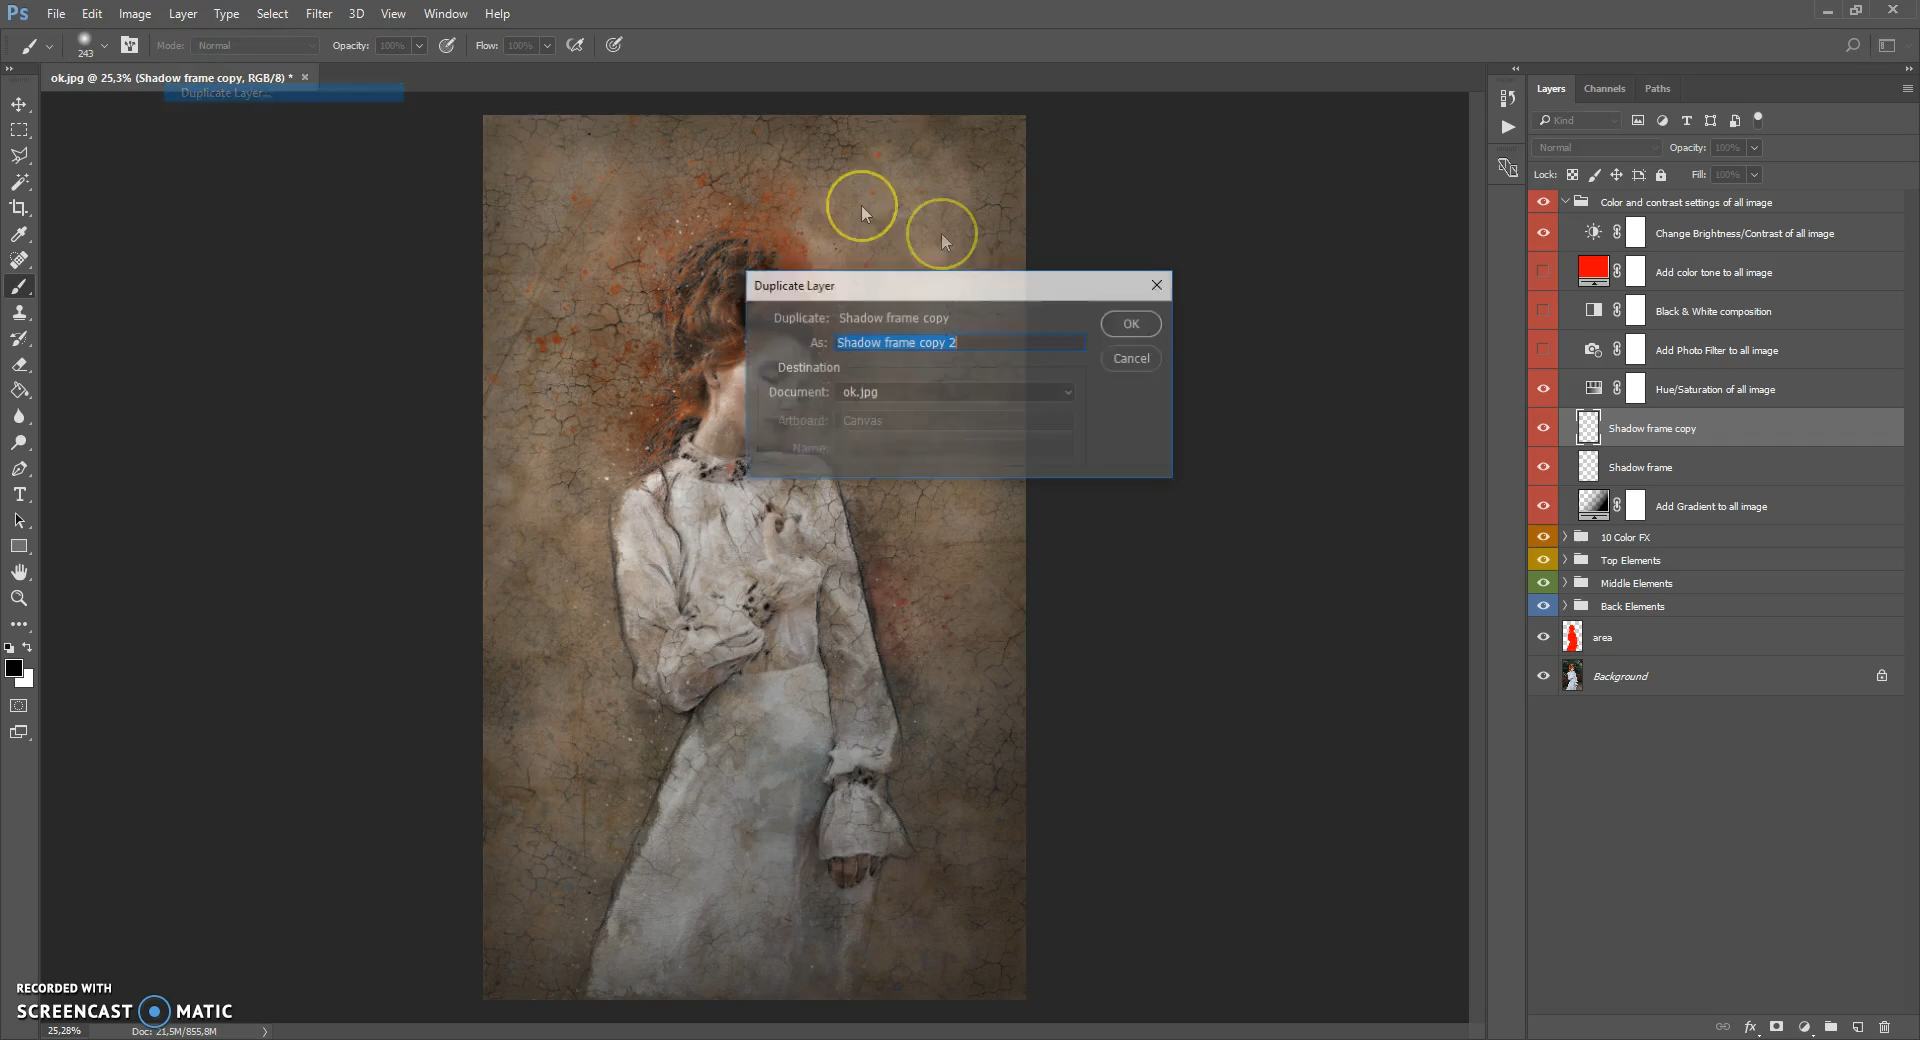 Ps File Edit Image Layer Type Select Filter 3D View Window Help
243 Mode: Normal Opacity: 100% Flow: 100%
ok.jpg @ 25,3% (Shadow frame copy, RGB/8) * ×
Duplicate Layer...
Duplicate Layer
Duplicate: Shadow frame copy
As: Shadow frame copy 2
Destination
Document: ok.jpg
Artboard: Canvas
Name:
OK
Cancel
Layers Channels Paths
Kind
Normal Opacity: 100%
Lock: Fill: 100%
Color and contrast settings of all image
Change Brightness/Contrast of all image
Add color tone to all image
Black & White composition
Add Photo Filter to all image
Hue/Saturation of all image
Shadow frame copy
Shadow frame
Add Gradient to all image
10 Color FX
Top Elements
Middle Elements
Back Elements
area
Background
fx
RECORDED WITH
SCREENCAST MATIC
25,28% Doc: 21,5M/855,8M